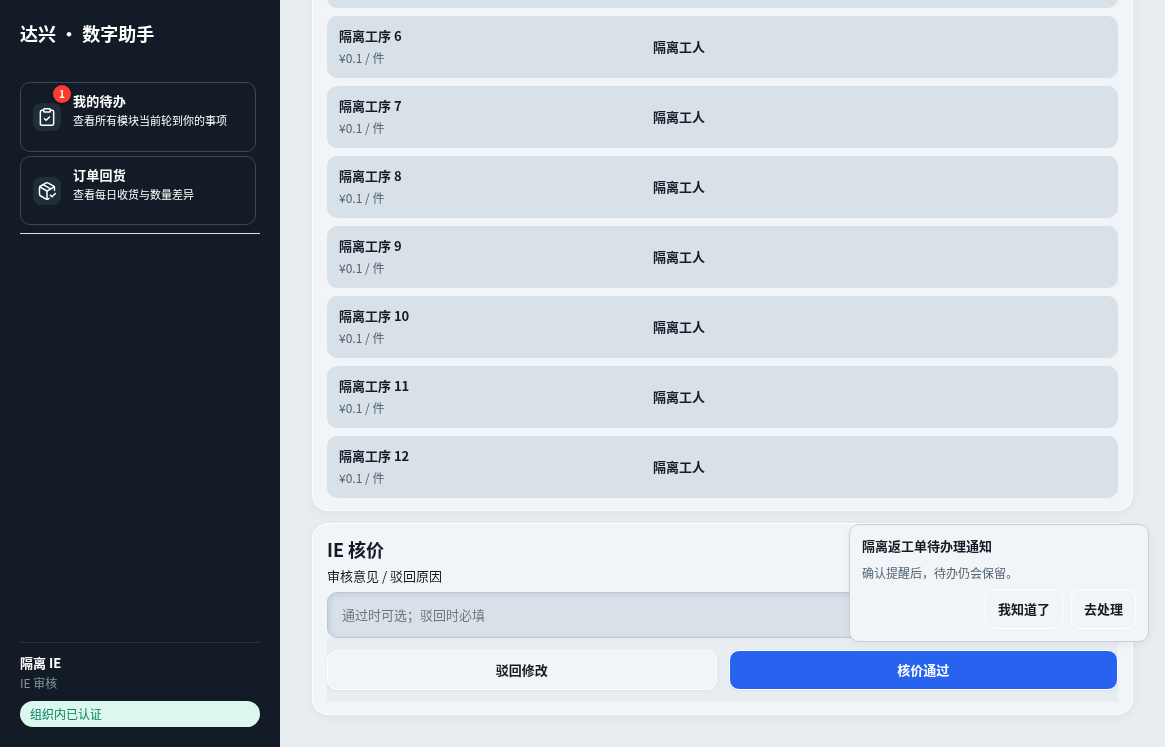 达兴 • 数字助手
1
我的待办
查看所有模块当前轮到你的事项
订单回货
查看每日收货与数量差异
隔离 IE
IE 审核
组织内已认证
隔离工序 6
¥0.1 / 件
隔离工人
隔离工序 7
¥0.1 / 件
隔离工人
隔离工序 8
¥0.1 / 件
隔离工人
隔离工序 9
¥0.1 / 件
隔离工人
隔离工序 10
¥0.1 / 件
隔离工人
隔离工序 11
¥0.1 / 件
隔离工人
隔离工序 12
¥0.1 / 件
隔离工人
IE 核价
审核意见 / 驳回原因
通过时可选；驳回时必填
驳回修改
核价通过
隔离返工单待办理通知
确认提醒后，待办仍会保留。
我知道了
去处理